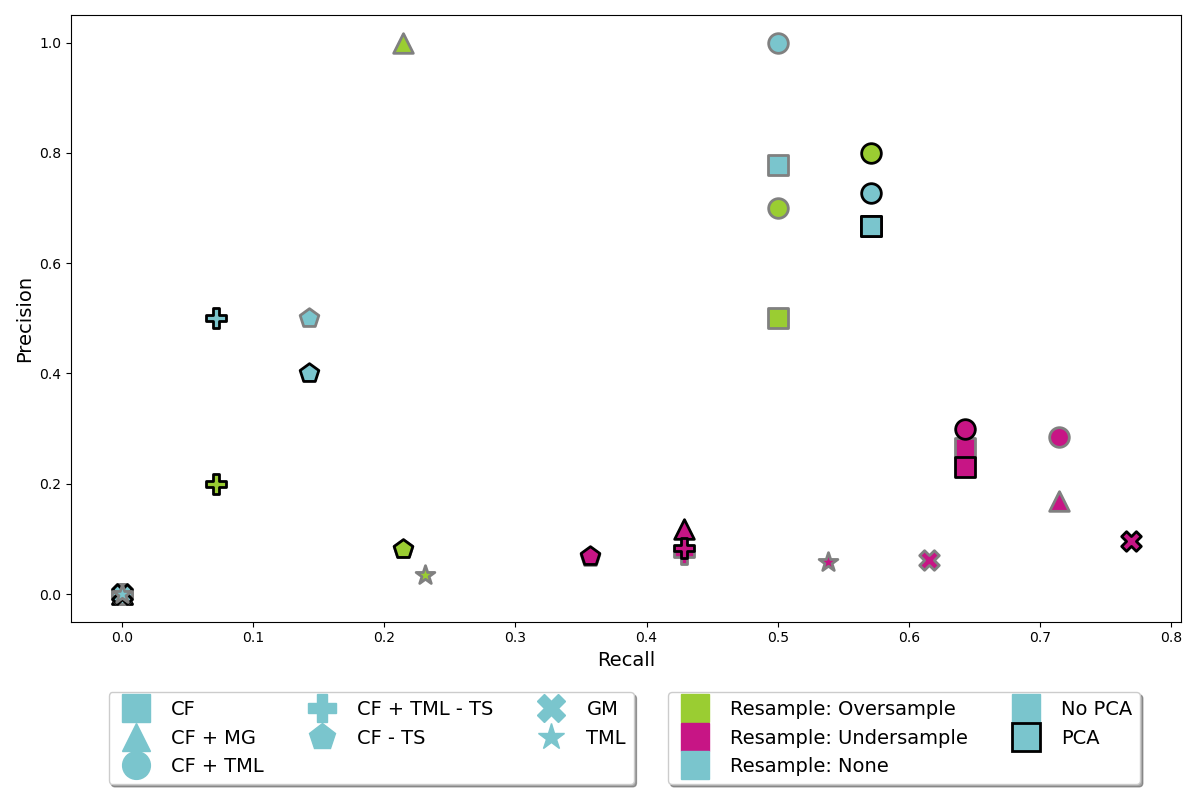 1.0
0.8
0.6
0.4
0.2
0.0
Precision
0.0 0.1 0.2 0.3 0.4 0.5 0.6 0.7 0.8
Recall
CF CF + TML - TS GM
CF + MG CF - TS TML
CF + TML
Resample: Oversample No PCA
Resample: Undersample PCA
Resample: None